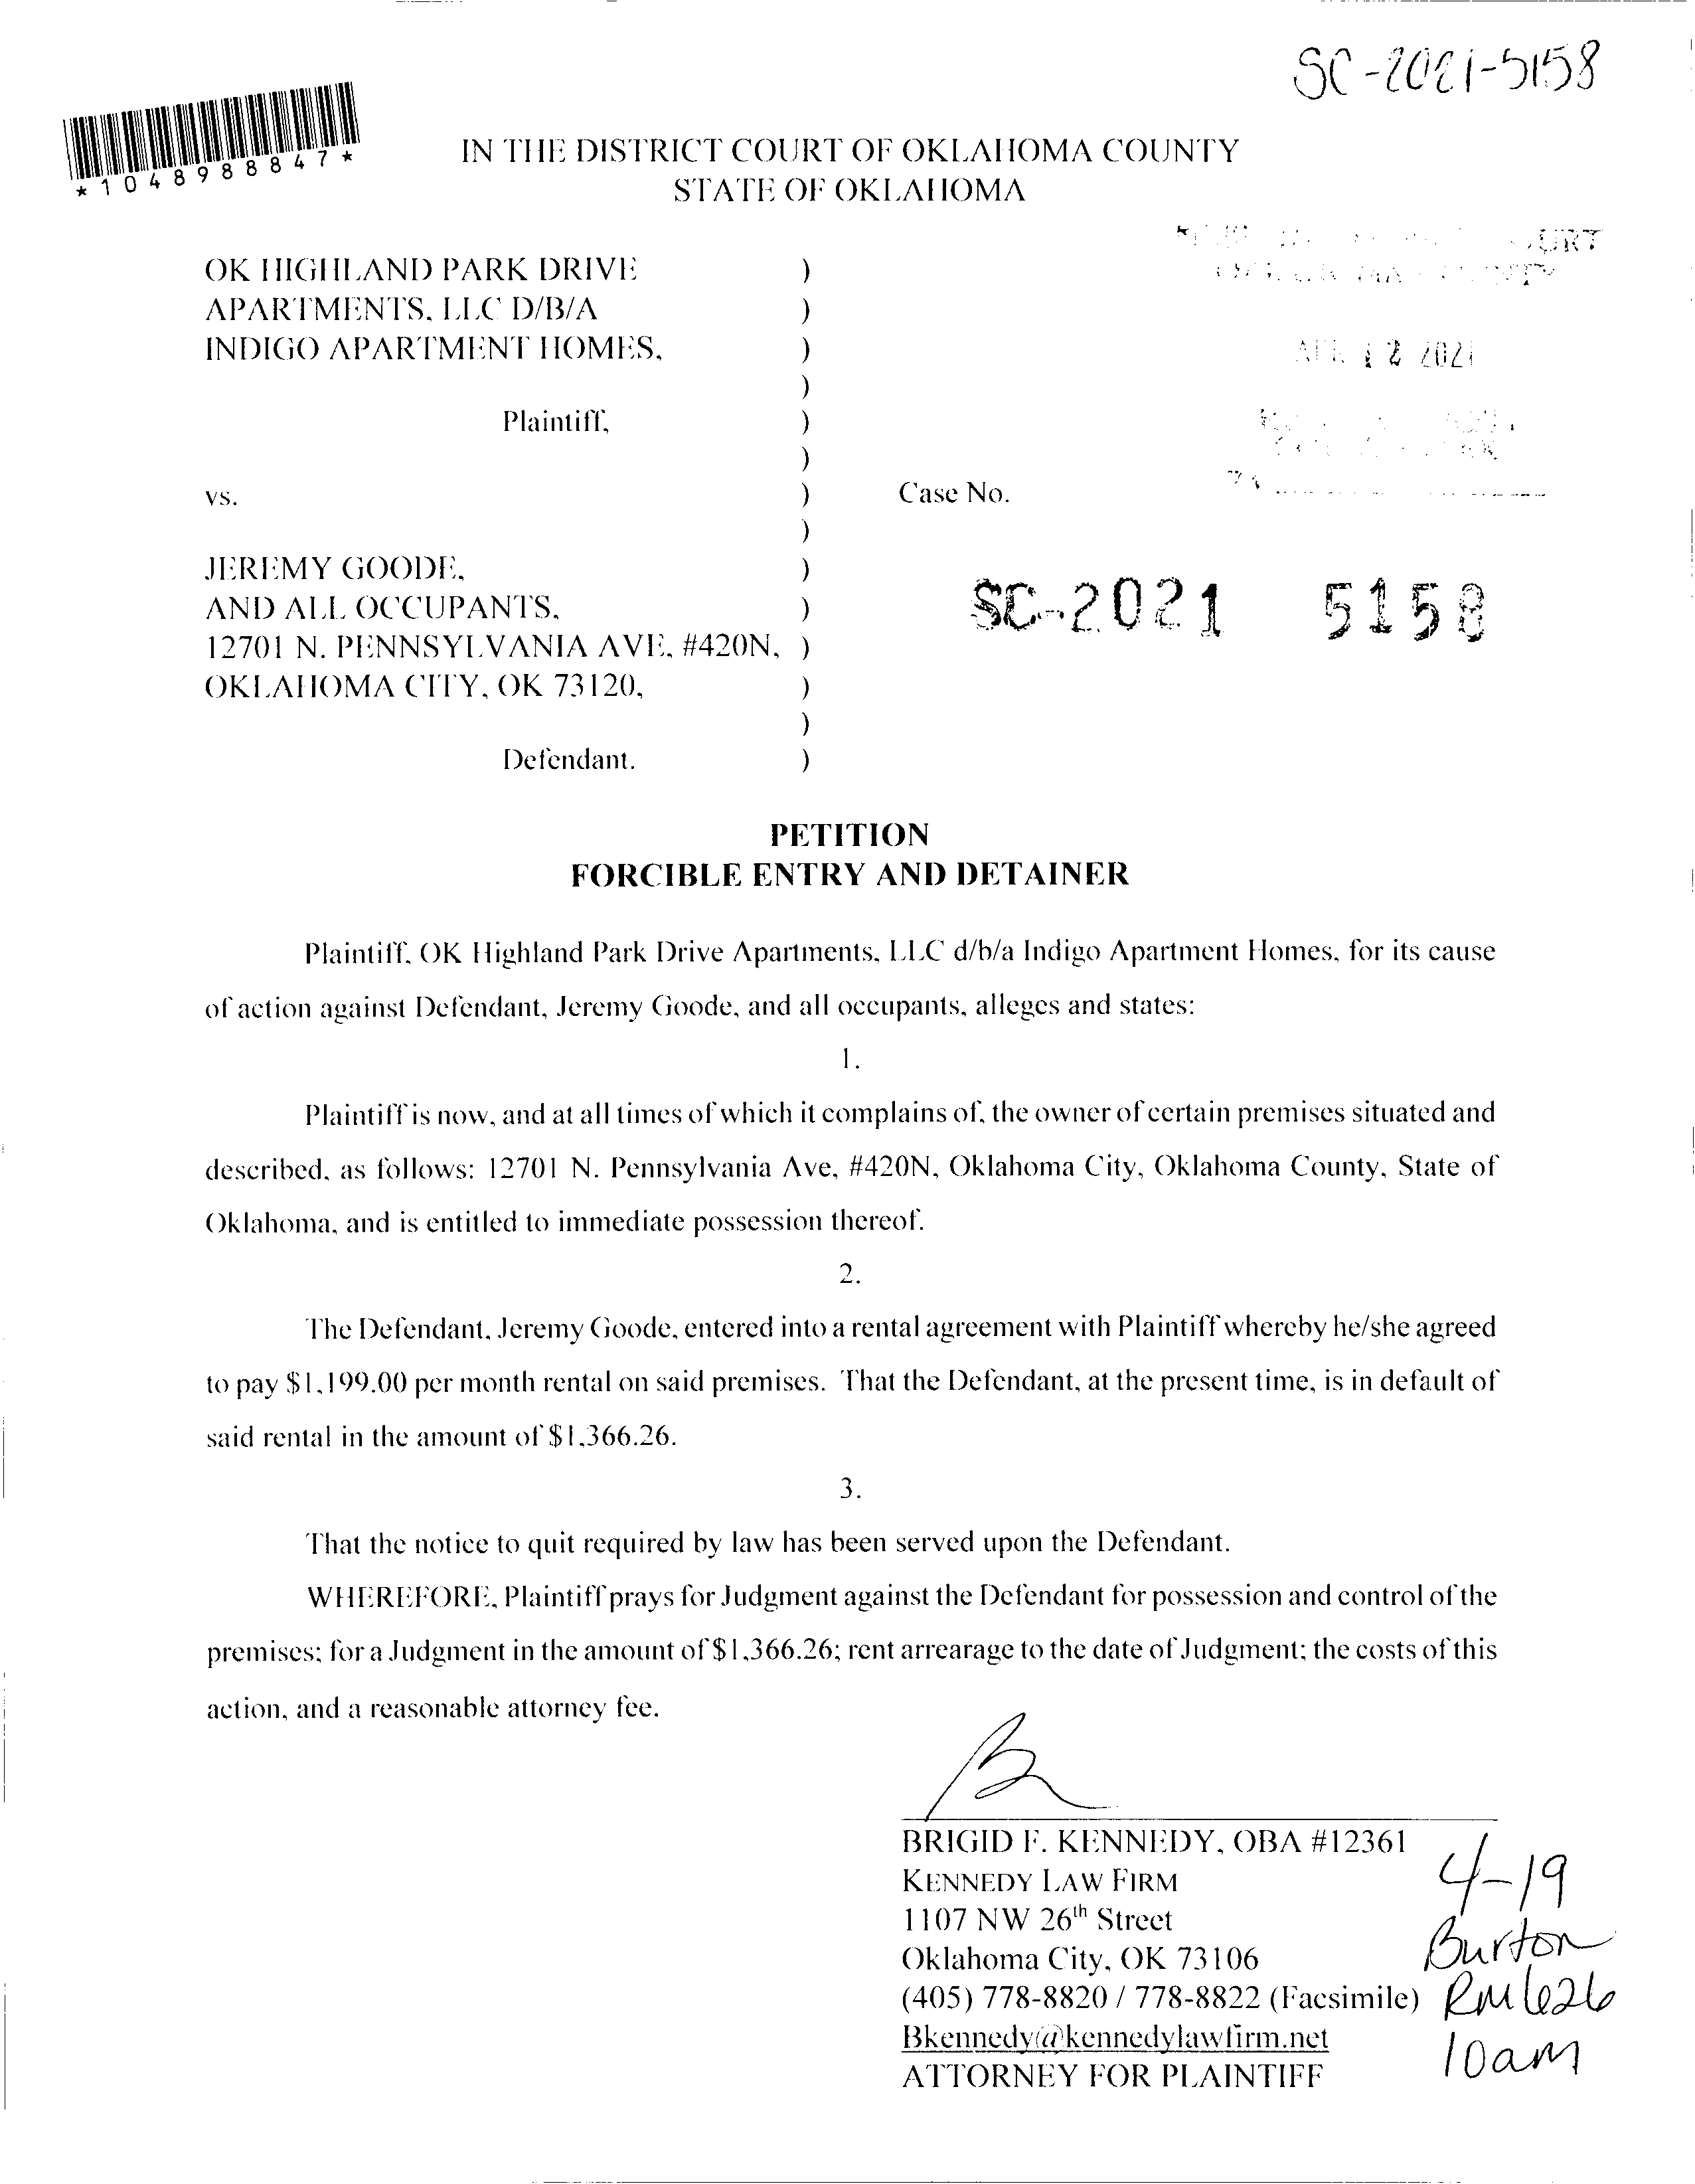 SC-2021-5158
*1048988847*
IN THE DISTRICT COURT OF OKLAHOMA COUNTY
STATE OF OKLAHOMA
COURT
COUNTY
OK HIGHLAND PARK DRIVE )
APARTMENTS, LLC D/B/A )
INDIGO APARTMENT HOMES, )
APR 12 2021
)
Plaintiff, )
)
vs. ) Case No.
)
JEREMY GOODE, )
AND ALL OCCUPANTS, ) SC-2021 5158
12701 N. PENNSYLVANIA AVE, #420N, )
OKLAHOMA CITY, OK 73120, )
)
Defendant. )
PETITION
FORCIBLE ENTRY AND DETAINER
Plaintiff, OK Highland Park Drive Apartments, LLC d/b/a Indigo Apartment Homes, for its cause
of action against Defendant, Jeremy Goode, and all occupants, alleges and states:
1.
Plaintiff is now, and at all times of which it complains of, the owner of certain premises situated and
described, as follows: 12701 N. Pennsylvania Ave, #420N, Oklahoma City, Oklahoma County, State of
Oklahoma, and is entitled to immediate possession thereof.
2.
The Defendant, Jeremy Goode, entered into a rental agreement with Plaintiff whereby he/she agreed
to pay $1,199.00 per month rental on said premises. That the Defendant, at the present time, is in default of
said rental in the amount of $1,366.26.
3.
That the notice to quit required by law has been served upon the Defendant.
WHEREFORE, Plaintiff prays for Judgment against the Defendant for possession and control of the
premises; for a Judgment in the amount of $1,366.26; rent arrearage to the date of Judgment; the costs of this
action, and a reasonable attorney fee.
BRIGID F. KENNEDY, OBA #12361
KENNEDY LAW FIRM
1107 NW 26th Street
Oklahoma City, OK 73106
(405) 778-8820 / 778-8822 (Facsimile)
Bkennedy@kennedylawfirm.net
ATTORNEY FOR PLAINTIFF
4-19
Burton
RM 626
10am